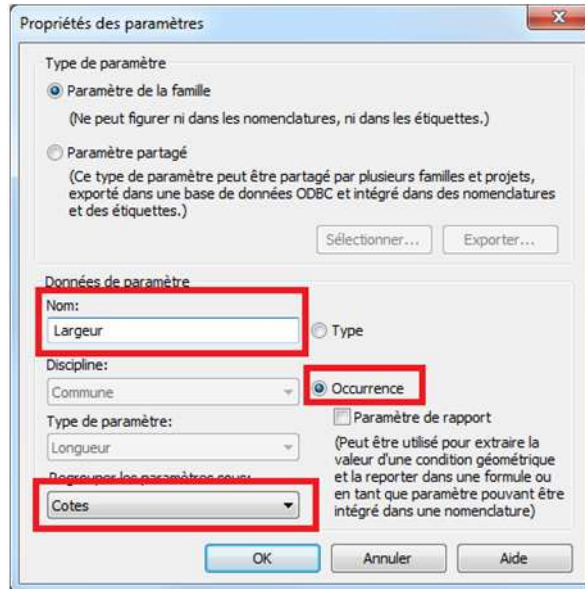 Propriétés des paramètres
Type de paramètre
Paramètre de la famille
(Ne peut figurer ni dans les nomenclatures, ni dans les étiquettes.)
Paramètre partagé
(Ce type de paramètre peut être partagé par plusieurs familles et projets,
exporté dans une base de données ODBC et intégré dans des nomenclatures
et des étiquettes.)
Sélectionner... Exporter...
Données de paramètre
Nom:
Largeur
Type
Discipline:
Commune
Occurrence
Type de paramètre:
Longueur
Paramètre de rapport
(Peut être utilisé pour extraire la
valeur d'une condition géométrique
et la reporter dans une formule ou
en tant que paramètre pouvant être
intégré dans une nomenclature)
Regrouper les paramètres sous:
Cotes
OK Annuler Aide